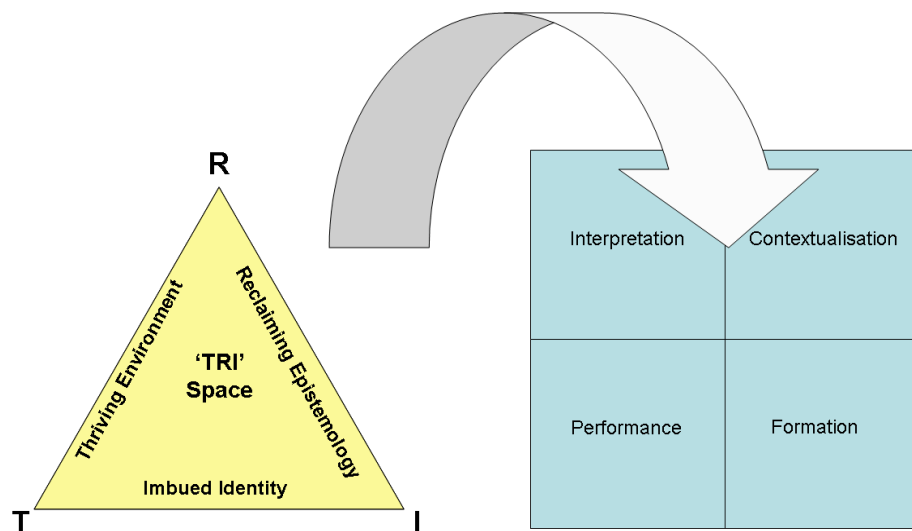 R
Interpretation
Contextualisation
Thriving Environment
Reclaiming Epistemology
‘TRI’
Space
Performance
Formation
Imbued Identity
T
I